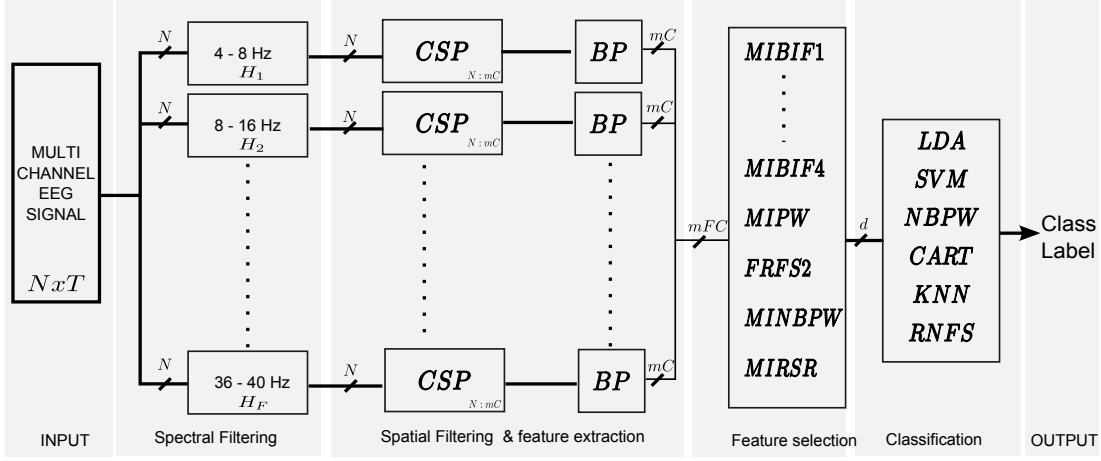 MULTI
CHANNEL
EEG
SIGNAL
NxT
INPUT
N
4 - 8 Hz
H1
N
8 - 16 Hz
H2
N
36 - 40 Hz
HF
Spectral Filtering
N
CSP
N : mC
BP
mC
N
CSP
N : mC
BP
mC
N
CSP
N : mC
BP
mC
Spatial Filtering & feature extraction
mFC
MIBIF1
MIBIF4
MIPW
FRFS2
MINBPW
MIRSR
Feature selection
d
LDA
SVM
NBPW
CART
KNN
RNFS
Classification
Class
Label
OUTPUT